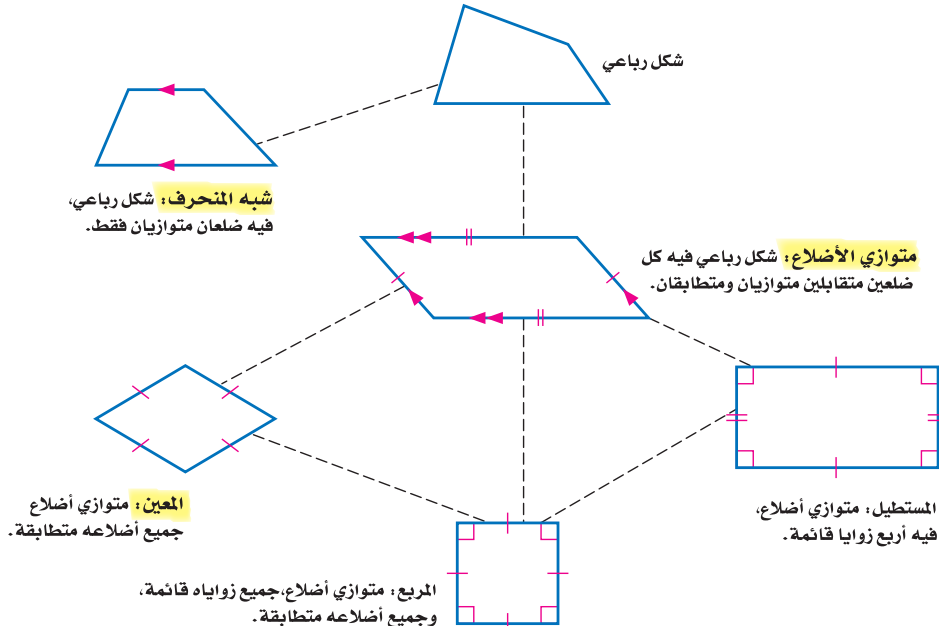 شكل رباعي
شبه المنحرف: شكل رباعي،
فيه ضلعان متوازيان فقط.
متوازي الأضلاع: شكل رباعي فيه كل
ضلعين متقابلين متوازيان ومتطابقان.
المعين: متوازي أضلاع
جميع أضلاعه متطابقة.
المستطيل: متوازي أضلاع،
فيه أربع زوايا قائمة.
المربع: متوازي أضلاع،جميع زواياه قائمة،
وجميع أضلاعه متطابقة.